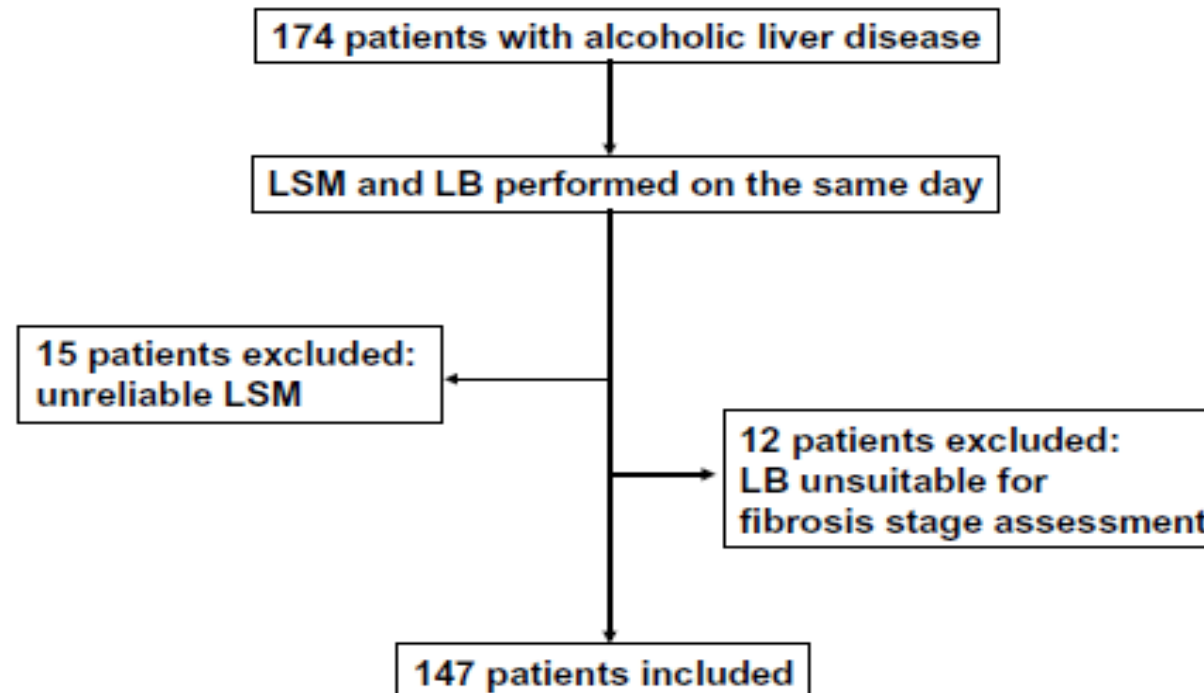 174 patients with alcoholic liver disease
LSM and LB performed on the same day
15 patients excluded:
unreliable LSM
12 patients excluded:
LB unsuitable for
fibrosis stage assessment
147 patients included